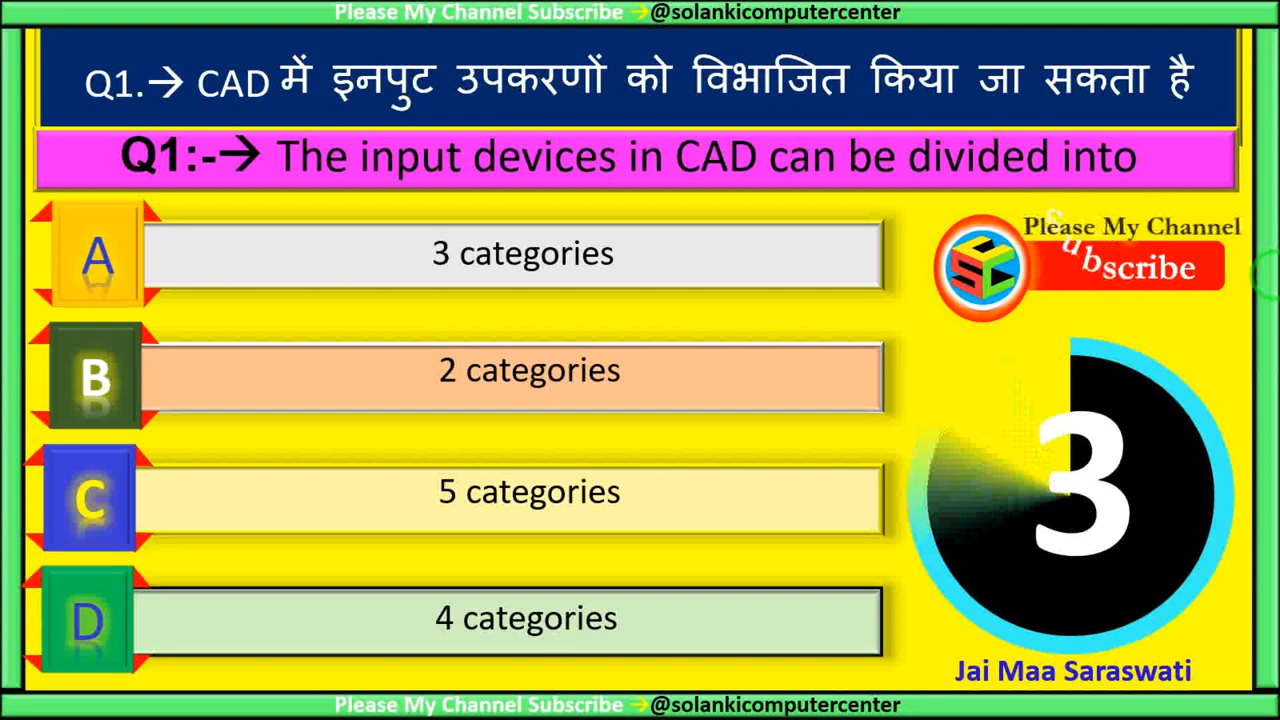 Please My Channel Subscribe →@solankicomputercenter
Q1.→ CAD में इनपुट उपकरणों को विभाजित किया जा सकता है
Q1:-→ The input devices in CAD can be divided into
A
3 categories
Please My Channel
Subscribe
SCC
B
2 categories
C
5 categories
3
D
4 categories
Jai Maa Saraswati
Please My Channel Subscribe →@solankicomputercenter